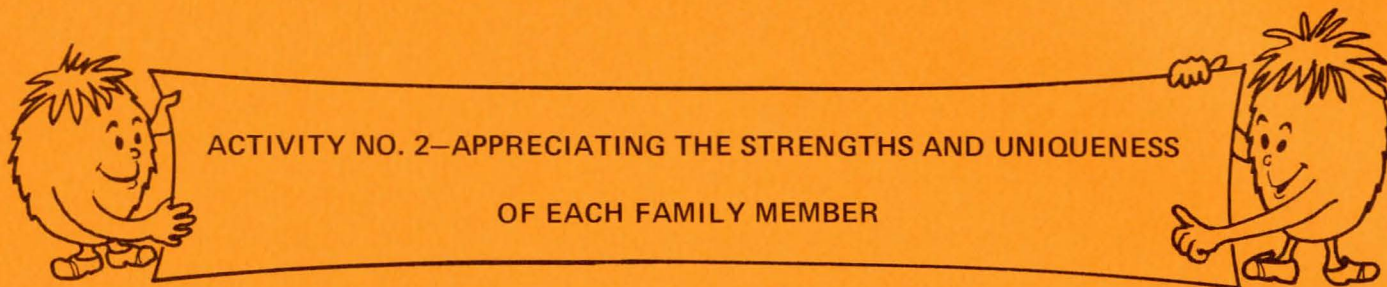 ACTIVITY NO. 2—APPRECIATING THE STRENGTHS AND UNIQUENESS
OF EACH FAMILY MEMBER